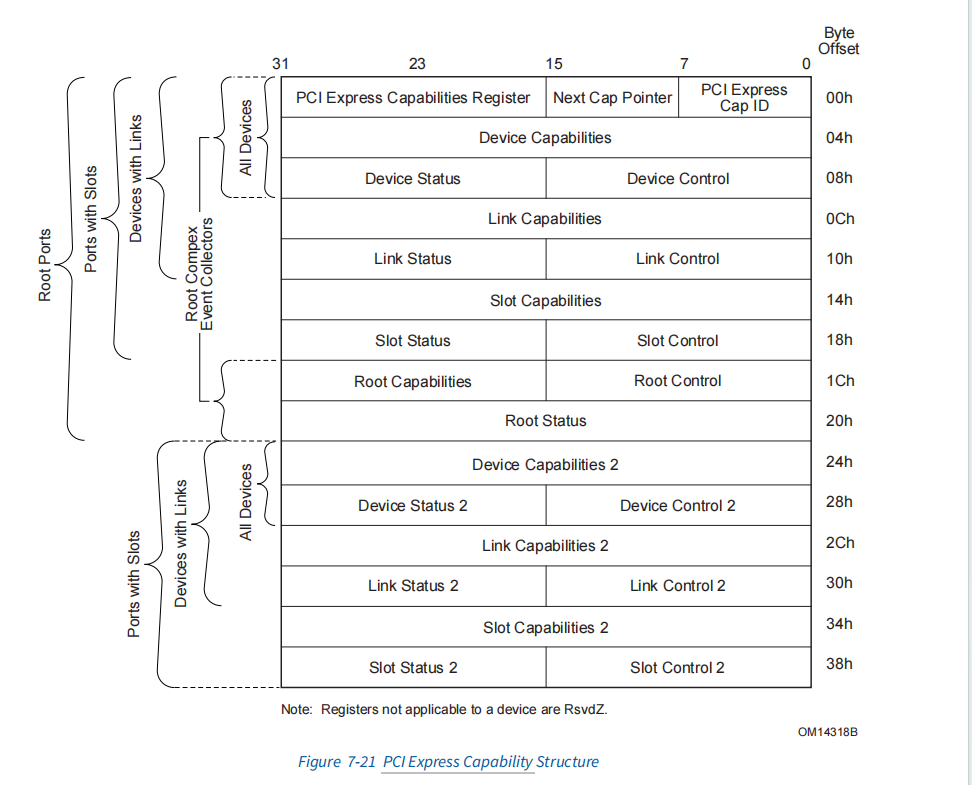 Byte
Offset
31 23 15 7 0
PCI Express Capabilities Register Next Cap Pointer PCI Express
Cap ID 00h
Device Capabilities 04h
Device Status Device Control 08h
Link Capabilities 0Ch
Link Status Link Control 10h
Slot Capabilities 14h
Slot Status Slot Control 18h
Root Capabilities Root Control 1Ch
Root Status 20h
Device Capabilities 2 24h
Device Status 2 Device Control 2 28h
Link Capabilities 2 2Ch
Link Status 2 Link Control 2 30h
Slot Capabilities 2 34h
Slot Status 2 Slot Control 2 38h
Root Ports
Ports with Slots
Devices with Links
Root Compex
Event Collectors
All Devices
Ports with Slots
Devices with Links
All Devices
Note: Registers not applicable to a device are RsvdZ.
OM14318B
Figure 7-21 PCI Express Capability Structure